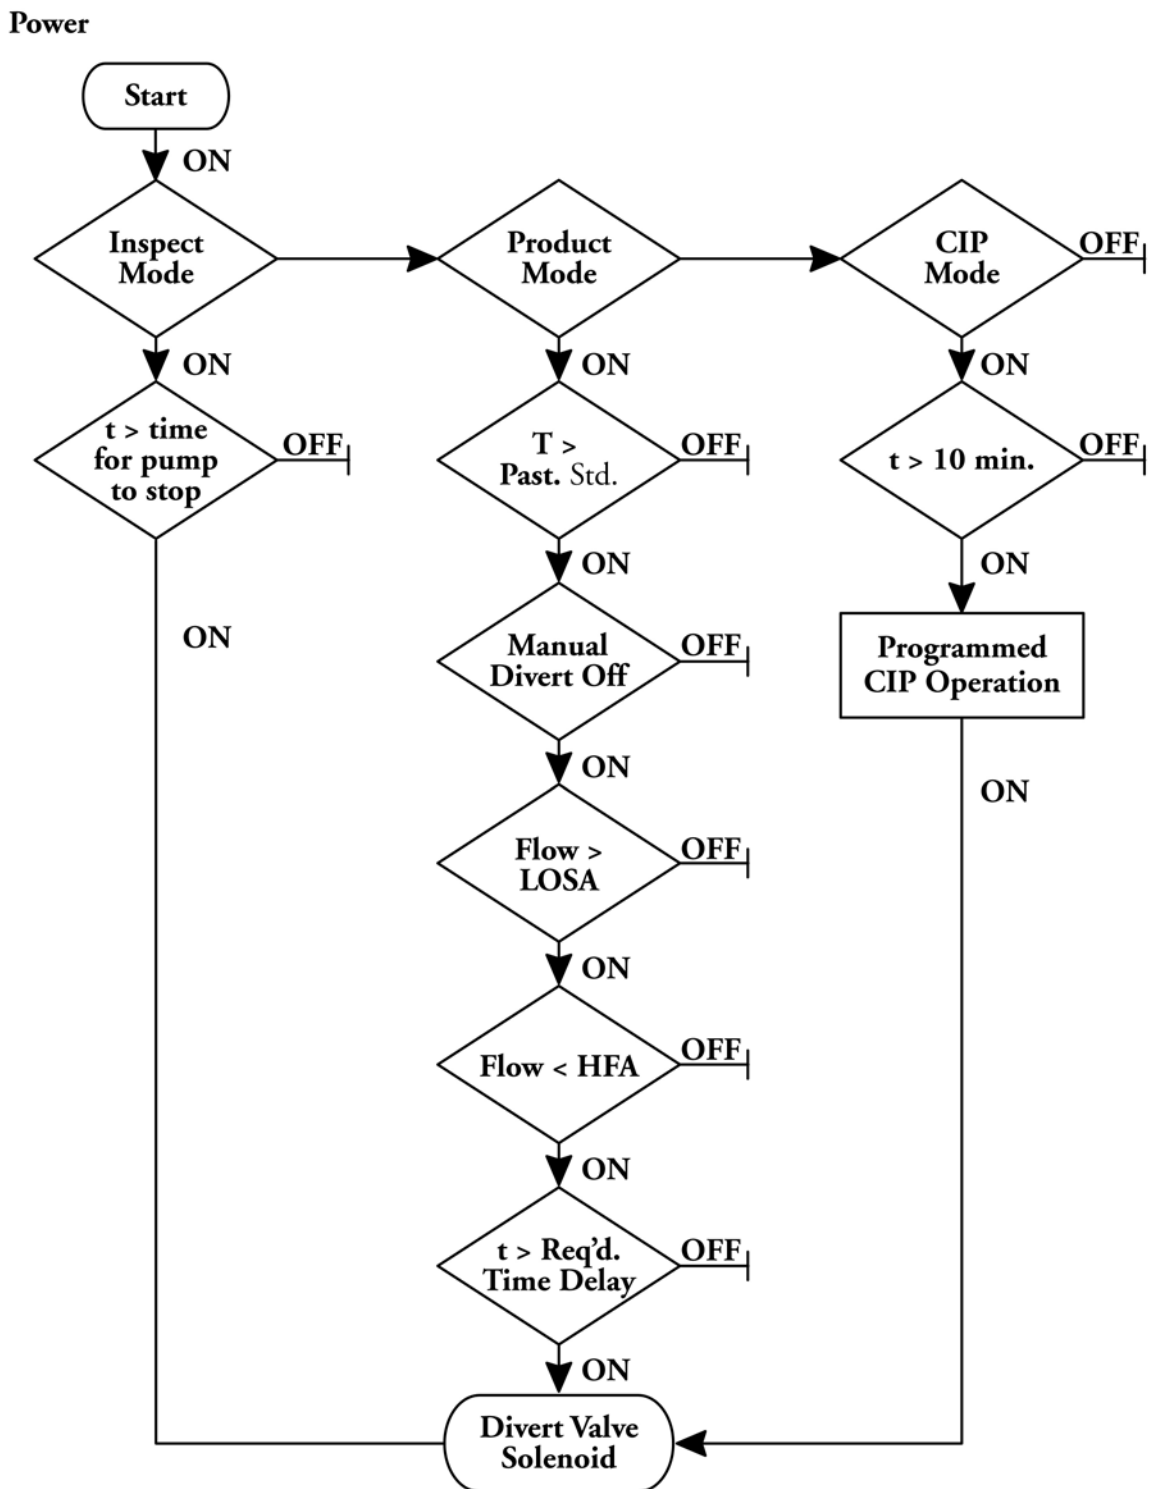 Power
Start
ON
Inspect
Mode
Product
Mode
CIP
Mode
OFF
ON
ON
ON
t > time
for pump
to stop
OFF
T >
Past. Std.
OFF
t > 10 min.
OFF
ON
ON
ON
Manual
Divert Off
OFF
Programmed
CIP Operation
ON
ON
Flow >
LOSA
OFF
ON
Flow < HFA
OFF
ON
t > Req’d.
Time Delay
OFF
ON
Divert Valve
Solenoid